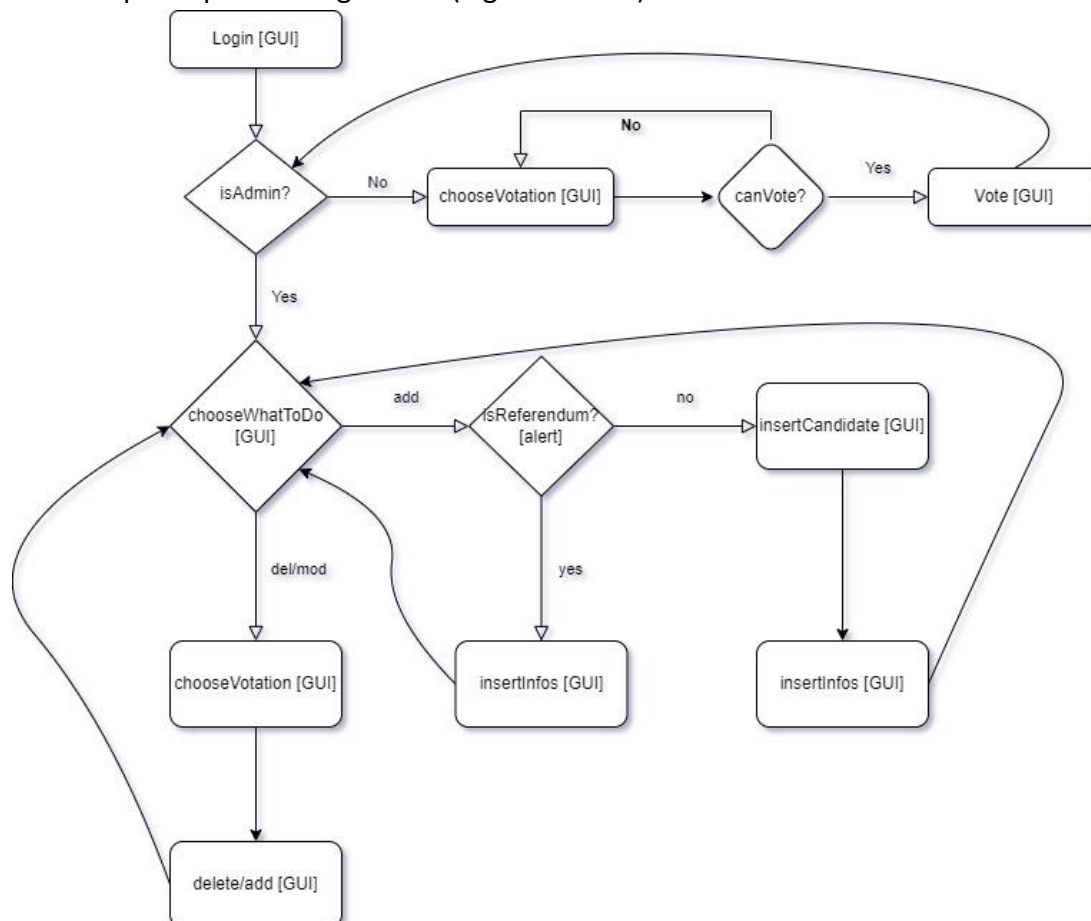 Login [GUI]
No
isAdmin?
No
chooseVotation [GUI]
canVote?
Yes
Vote [GUI]
Yes
chooseWhatToDo
[GUI]
add
isReferendum?
[alert]
no
insertCandidate [GUI]
del/mod
yes
chooseVotation [GUI]
insertInfos [GUI]
insertInfos [GUI]
delete/add [GUI]